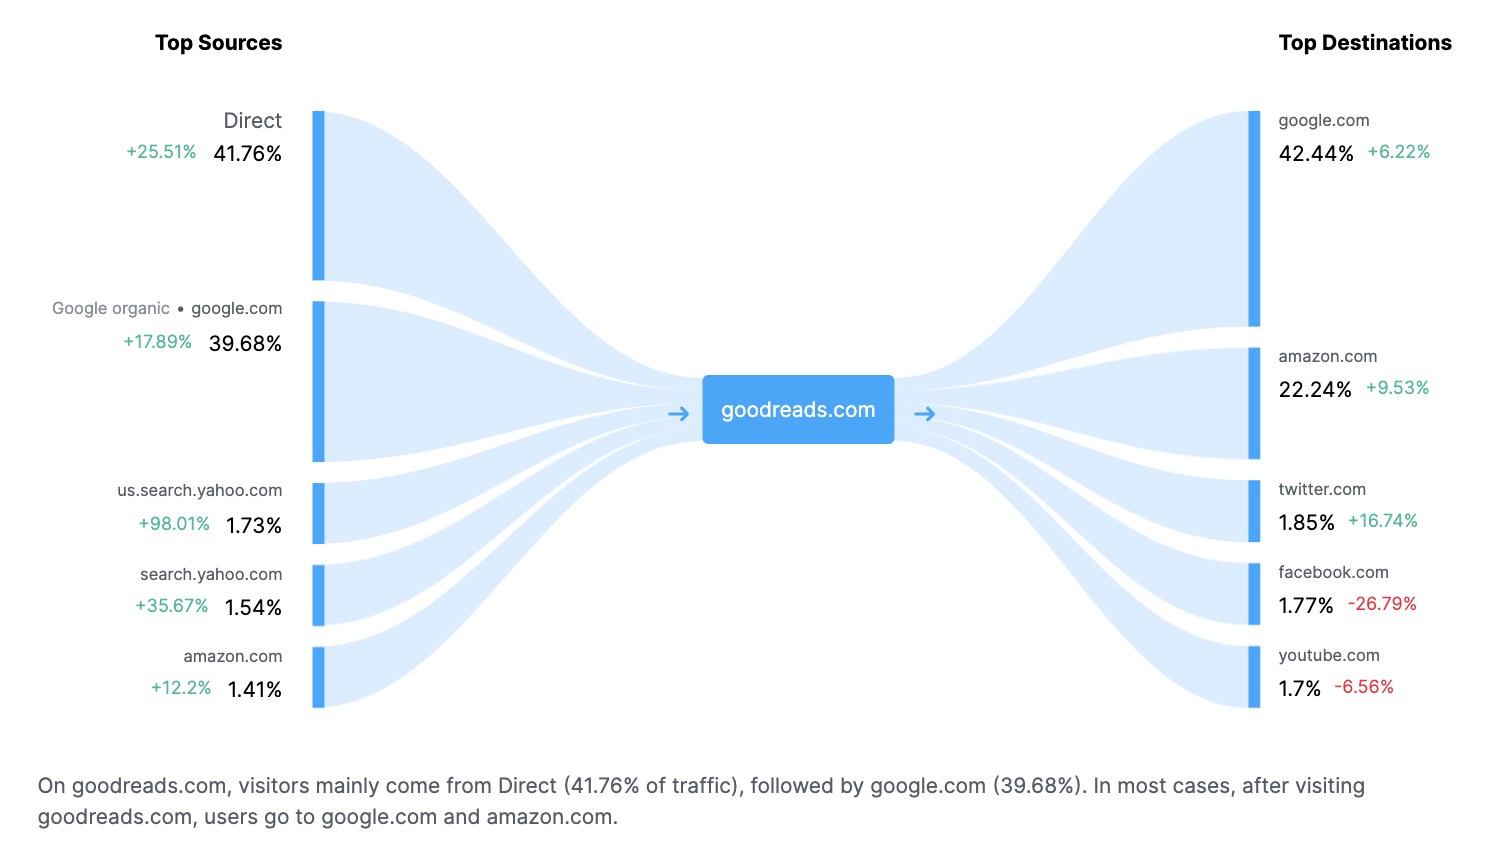 Top Sources
Top Destinations
Direct
+25.51% 41.76%
Google organic • google.com
+17.89% 39.68%
us.search.yahoo.com
+98.01% 1.73%
search.yahoo.com
+35.67% 1.54%
amazon.com
+12.2% 1.41%
→ goodreads.com →
google.com
42.44% +6.22%
amazon.com
22.24% +9.53%
twitter.com
1.85% +16.74%
facebook.com
1.77% -26.79%
youtube.com
1.7% -6.56%
On goodreads.com, visitors mainly come from Direct (41.76% of traffic), followed by google.com (39.68%). In most cases, after visiting
goodreads.com, users go to google.com and amazon.com.